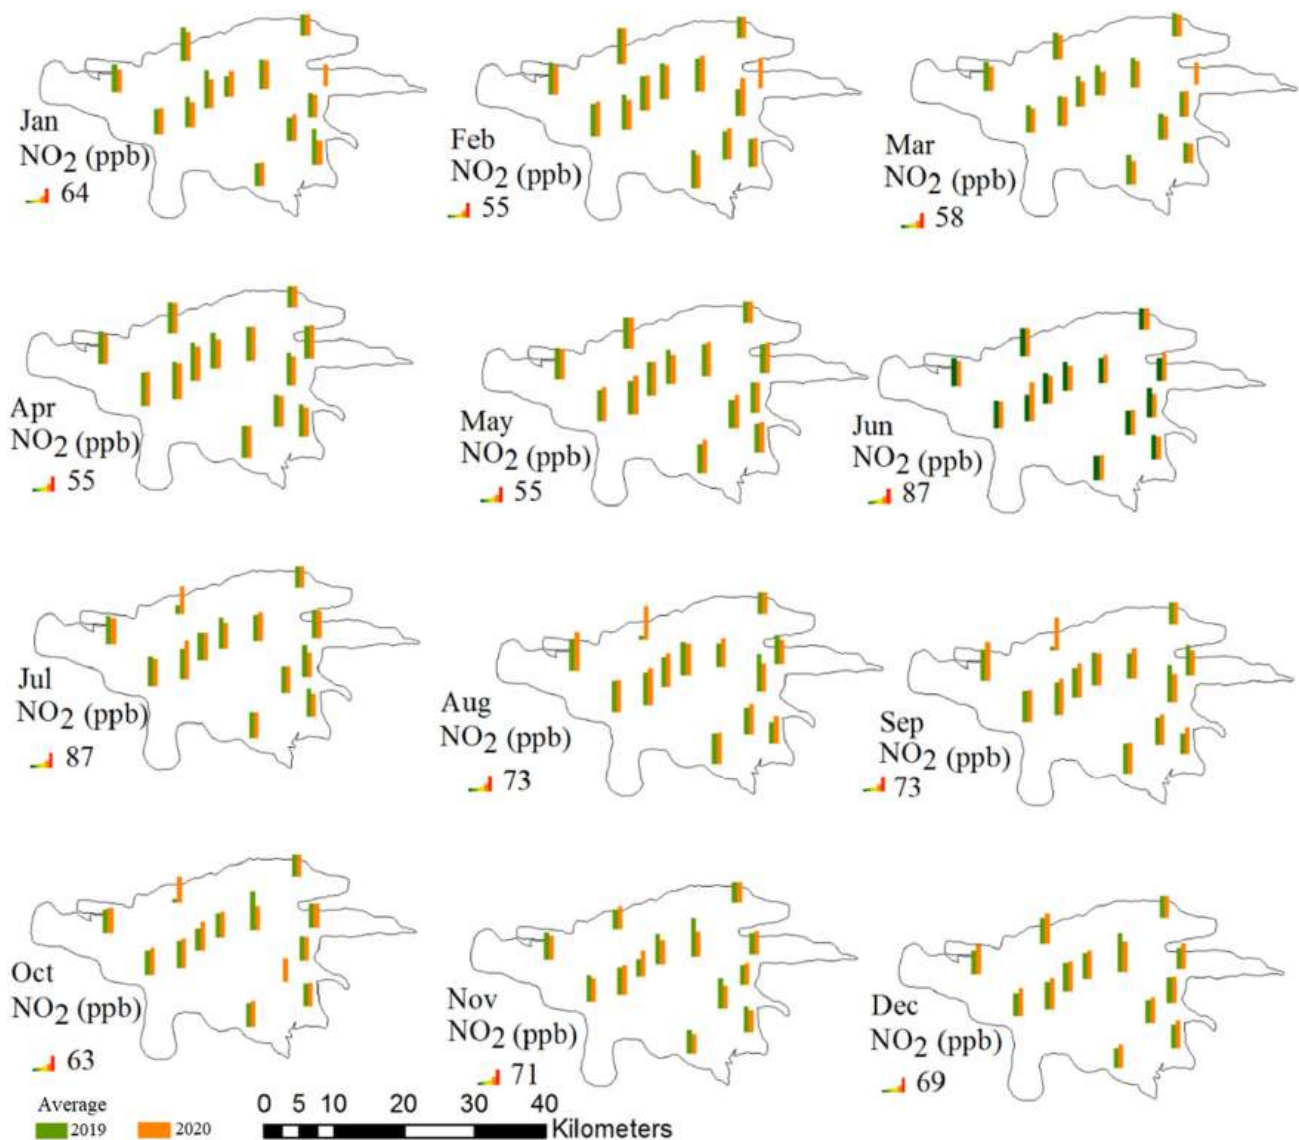 Jan
NO2 (ppb)
64
Feb
NO2 (ppb)
55
Mar
NO2 (ppb)
58
Apr
NO2 (ppb)
55
May
NO2 (ppb)
55
Jun
NO2 (ppb)
87
Jul
NO2 (ppb)
87
Aug
NO2 (ppb)
73
Sep
NO2 (ppb)
73
Oct
NO2 (ppb)
63
Nov
NO2 (ppb)
71
Dec
NO2 (ppb)
69
Average
2019 2020
0 5 10 20 30 40
Kilometers